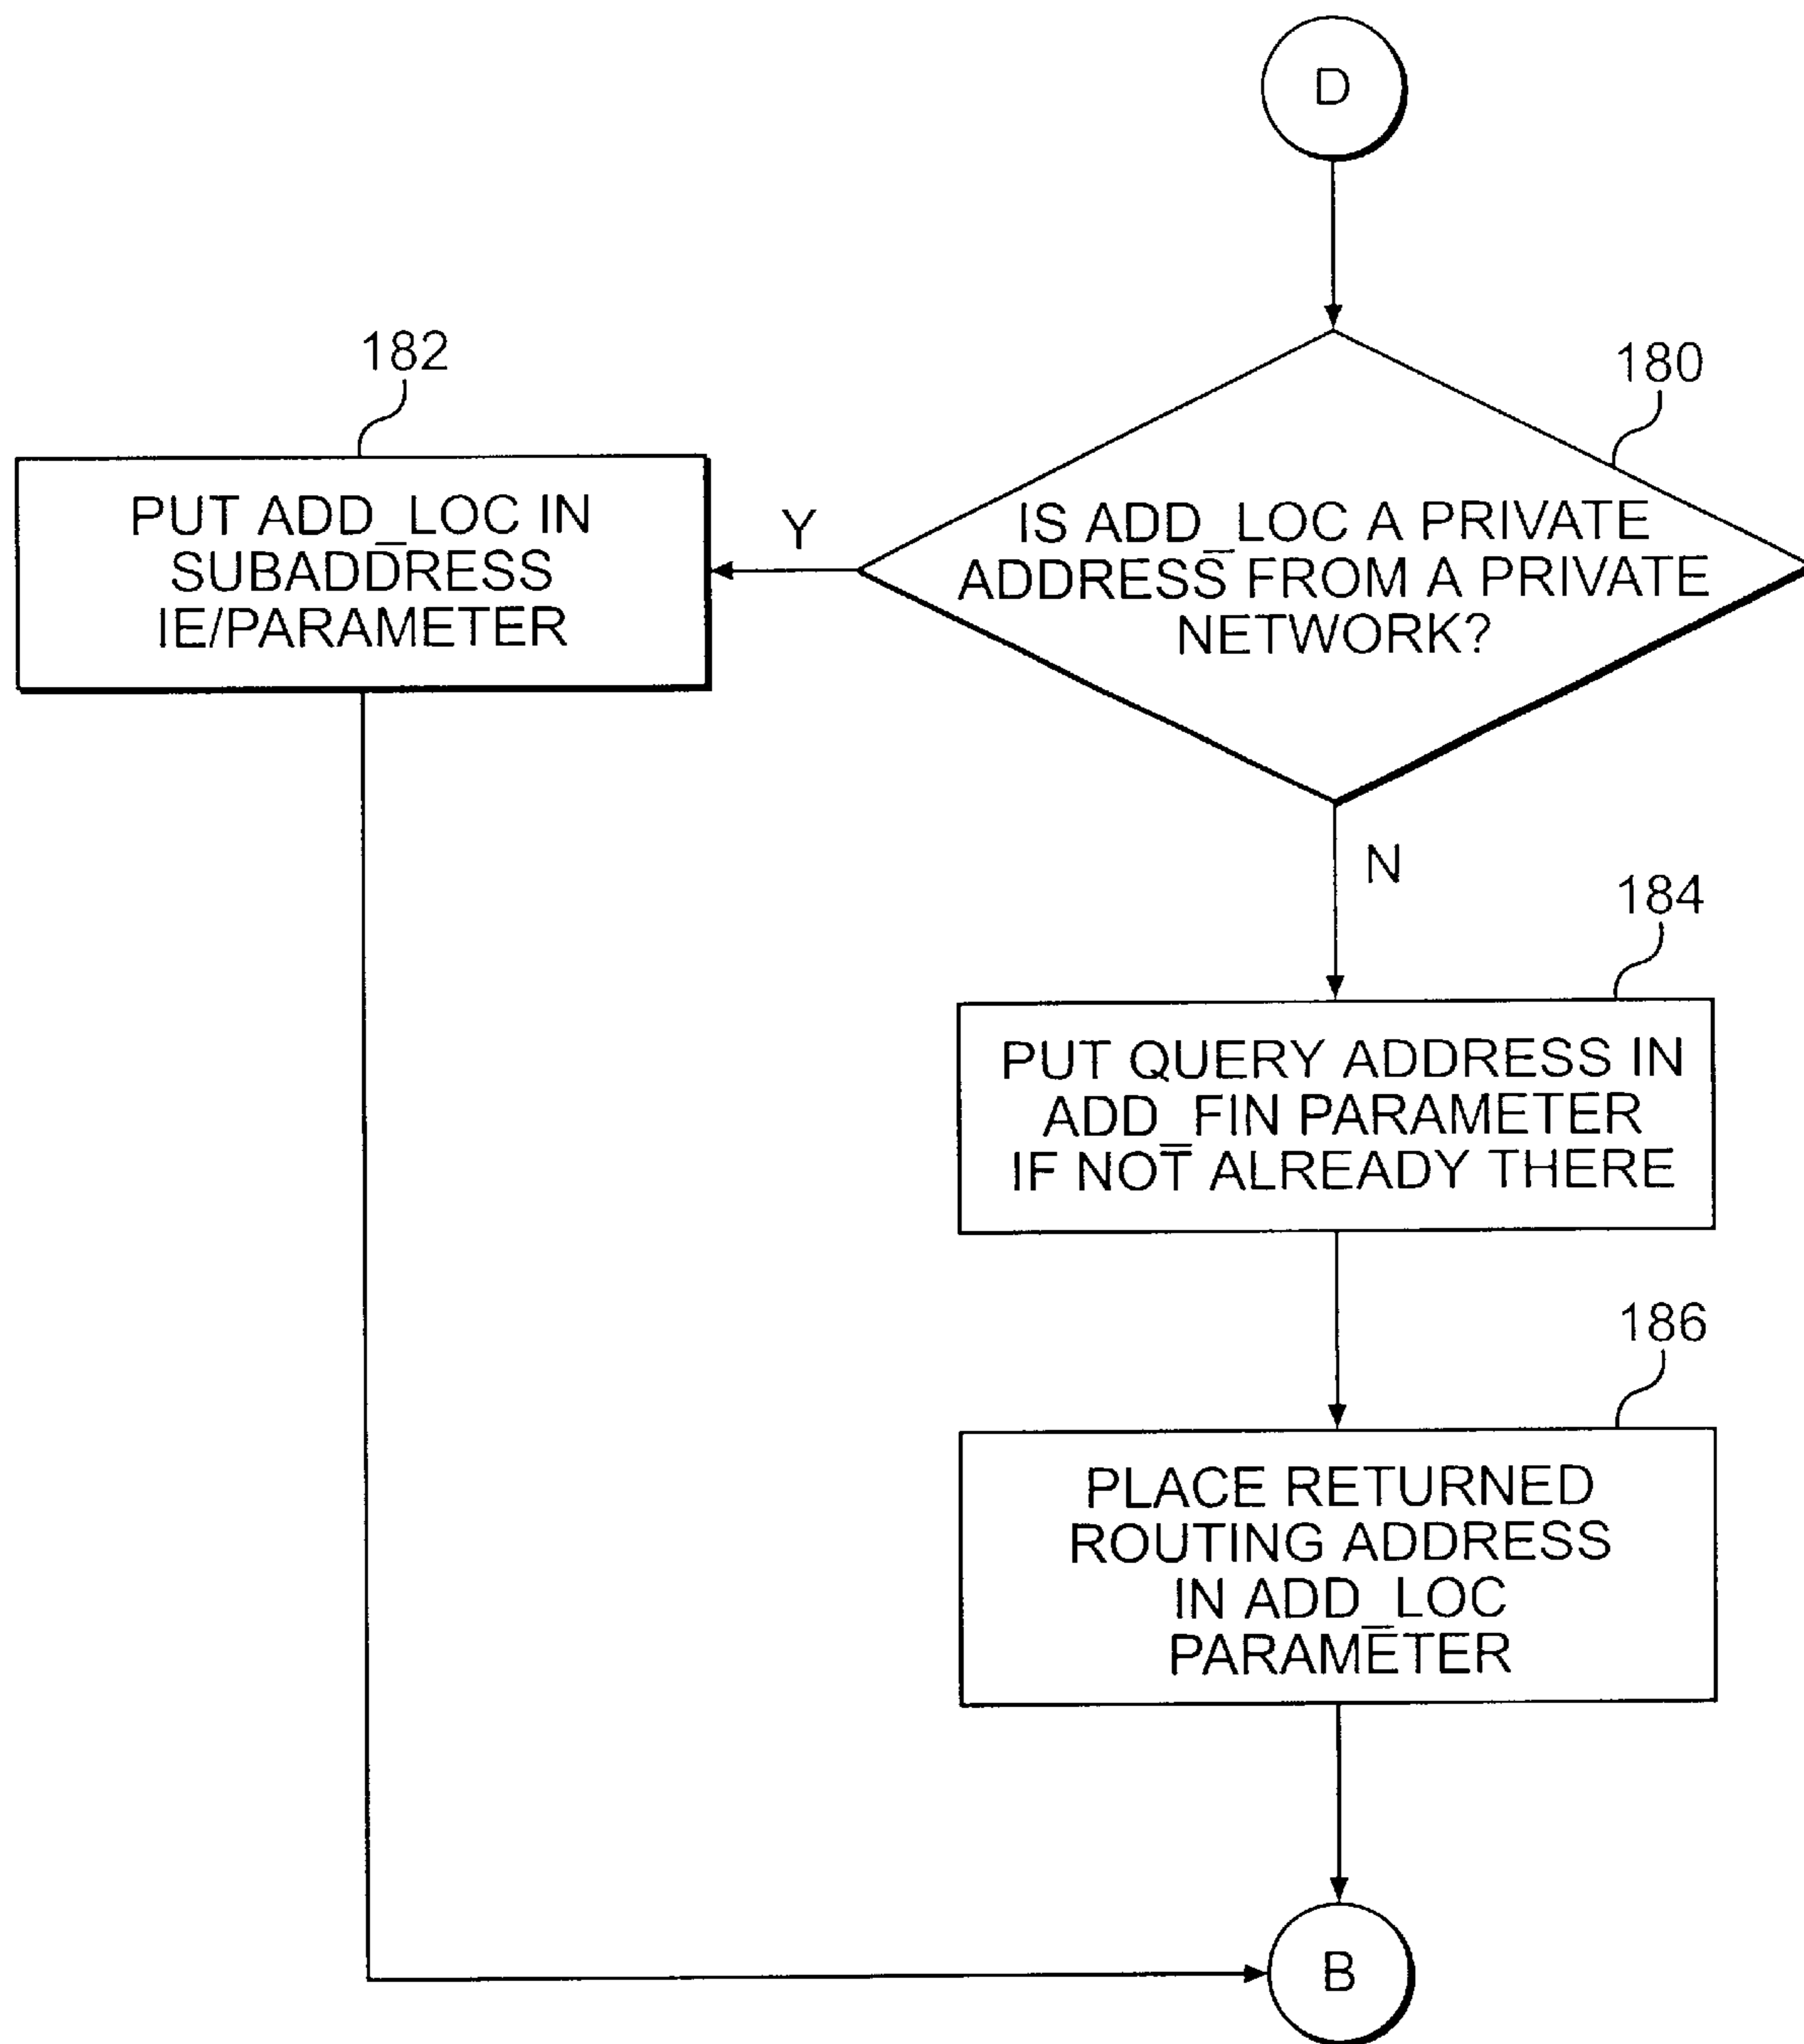 D
180
IS ADD_LOC A PRIVATE
ADDRESS FROM A PRIVATE
NETWORK?
Y
182
PUT ADD_LOC IN
SUBADDRESS
IE/PARAMETER
N
184
PUT QUERY ADDRESS IN
ADD_FIN PARAMETER
IF NOT ALREADY THERE
186
PLACE RETURNED
ROUTING ADDRESS
IN ADD_LOC
PARAMETER
B